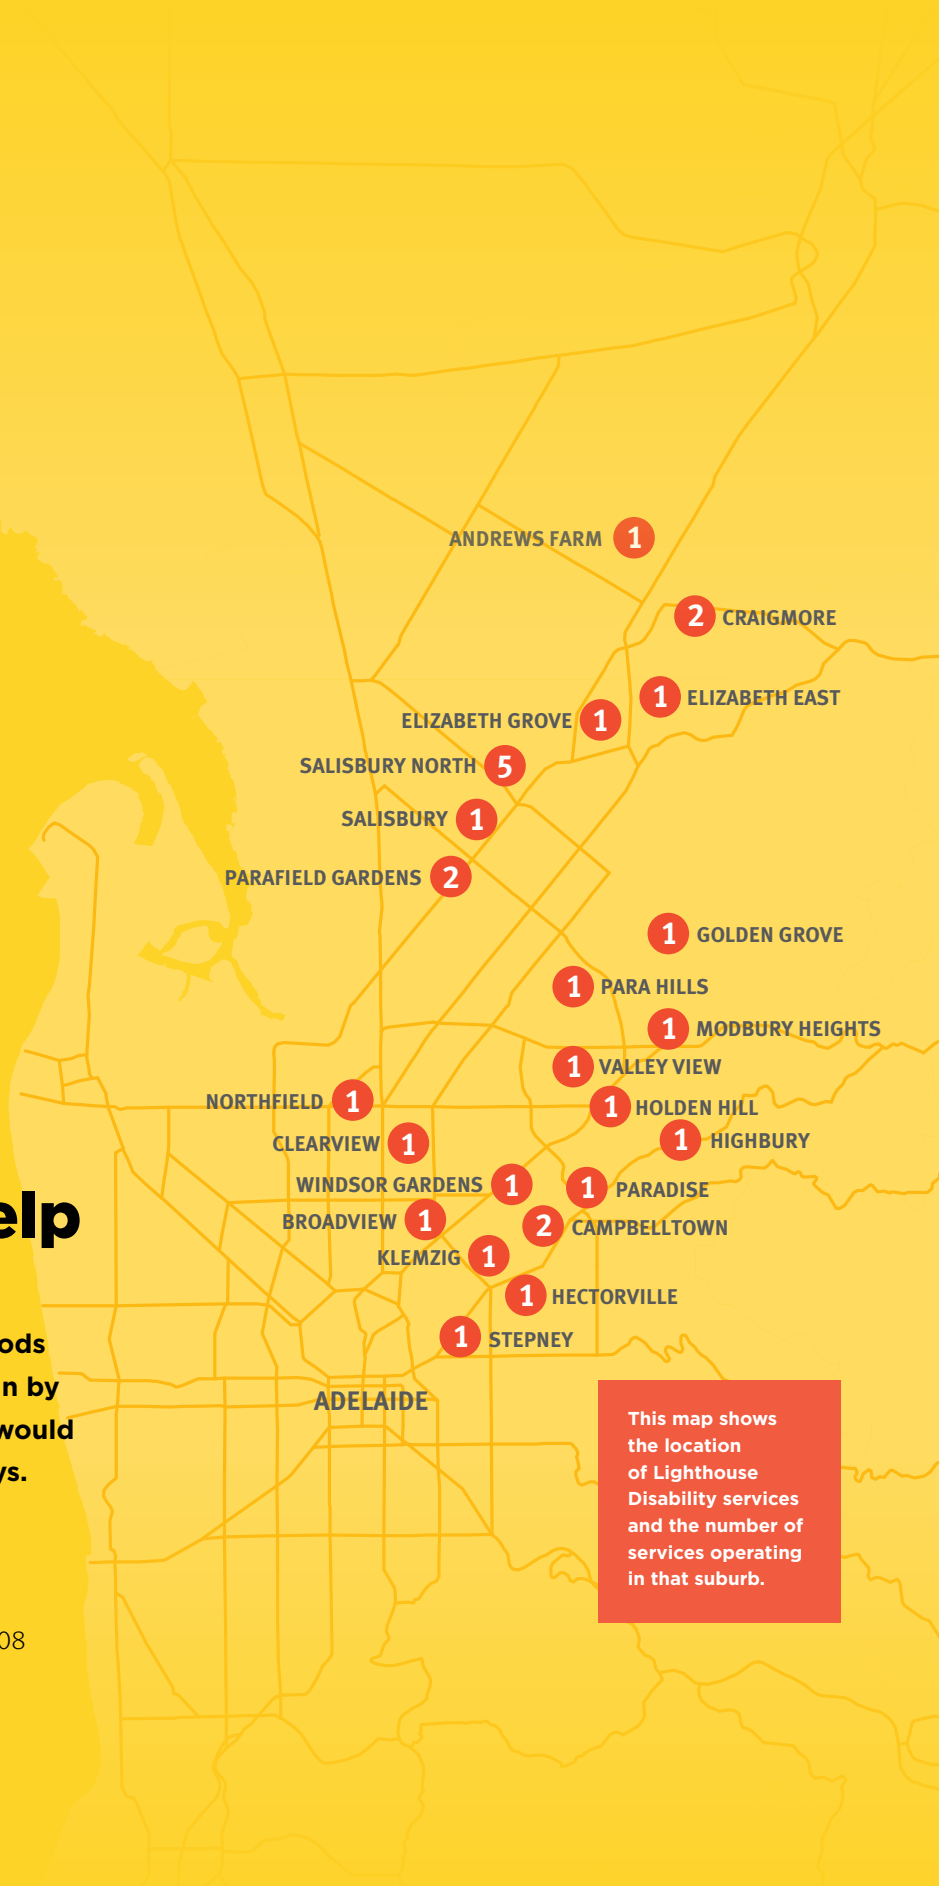 ANDREWS FARM 1
2 CRAIGMORE
1 ELIZABETH EAST
ELIZABETH GROVE 1
SALISBURY NORTH 5
SALISBURY 1
PARAFIELD GARDENS 2
1 GOLDEN GROVE
1 PARA HILLS
1 MODBURY HEIGHTS
1 VALLEY VIEW
NORTHFIELD 1
1 HOLDEN HILL
CLEARVIEW 1
1 HIGHBURY
WINDSOR GARDENS 1
1 PARADISE
BROADVIEW 1
2 CAMPBELLTOWN
KLEMZIG 1
1 HECTORVILLE
1 STEPNEY
ADELAIDE
elp
ods
n by
would
ys.
08
This map shows
the location
of Lighthouse
Disability services
and the number of
services operating
in that suburb.